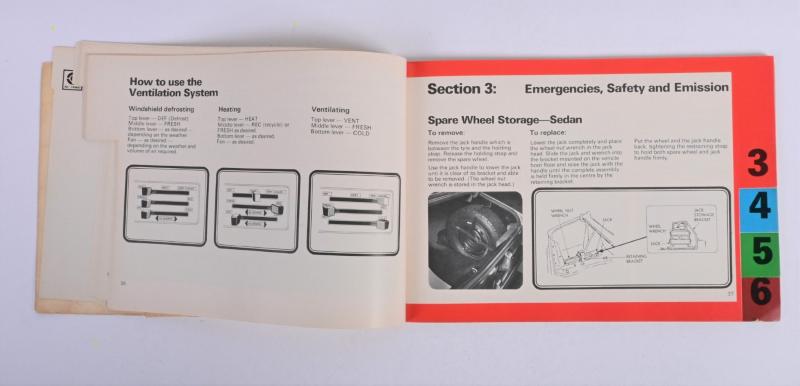 How to use the
Ventilation System
Windshield defrosting
Top lever — DEF (Defrost)
Middle lever — FRESH
Bottom lever — as desired —
depending on the weather.
Fan — as desired —
depending on the weather and
volume of air required.
Heating
Top lever — HEAT
Middle lever — REC (recycle) or
FRESH as desired.
Bottom lever — as desired.
Fan — as desired.
Ventilating
Top lever — VENT
Middle lever — FRESH
Bottom lever — COLD
Section 3:
Emergencies, Safety and Emission
Spare Wheel Storage—Sedan
To remove:
Remove the jack handle which is
between the tyre and the holding
strap. Release the holding strap and
remove the spare wheel.
Use the jack handle to lower the jack
until it is clear of its bracket and able
to be removed. (The wheel nut
wrench is stored in the jack head.)
To replace:
Lower the jack completely and place
the wheel nut wrench in the jack
head. Slide the jack and wrench into
the bracket mounted on the vehicle
floor and raise the jack with the
handle until the complete assembly
is held firmly in the centre by the
retaining bracket.
Put the wheel and the jack handle
back, tightening the restraining strap
to hold both spare wheel and jack
handle firmly.
WHEEL NUT
WRENCH
JACK
RETAINING
BRACKET
JACK
STORAGE
BRACKET
WHEEL
WRENCH
JACK
27
3
4
5
6